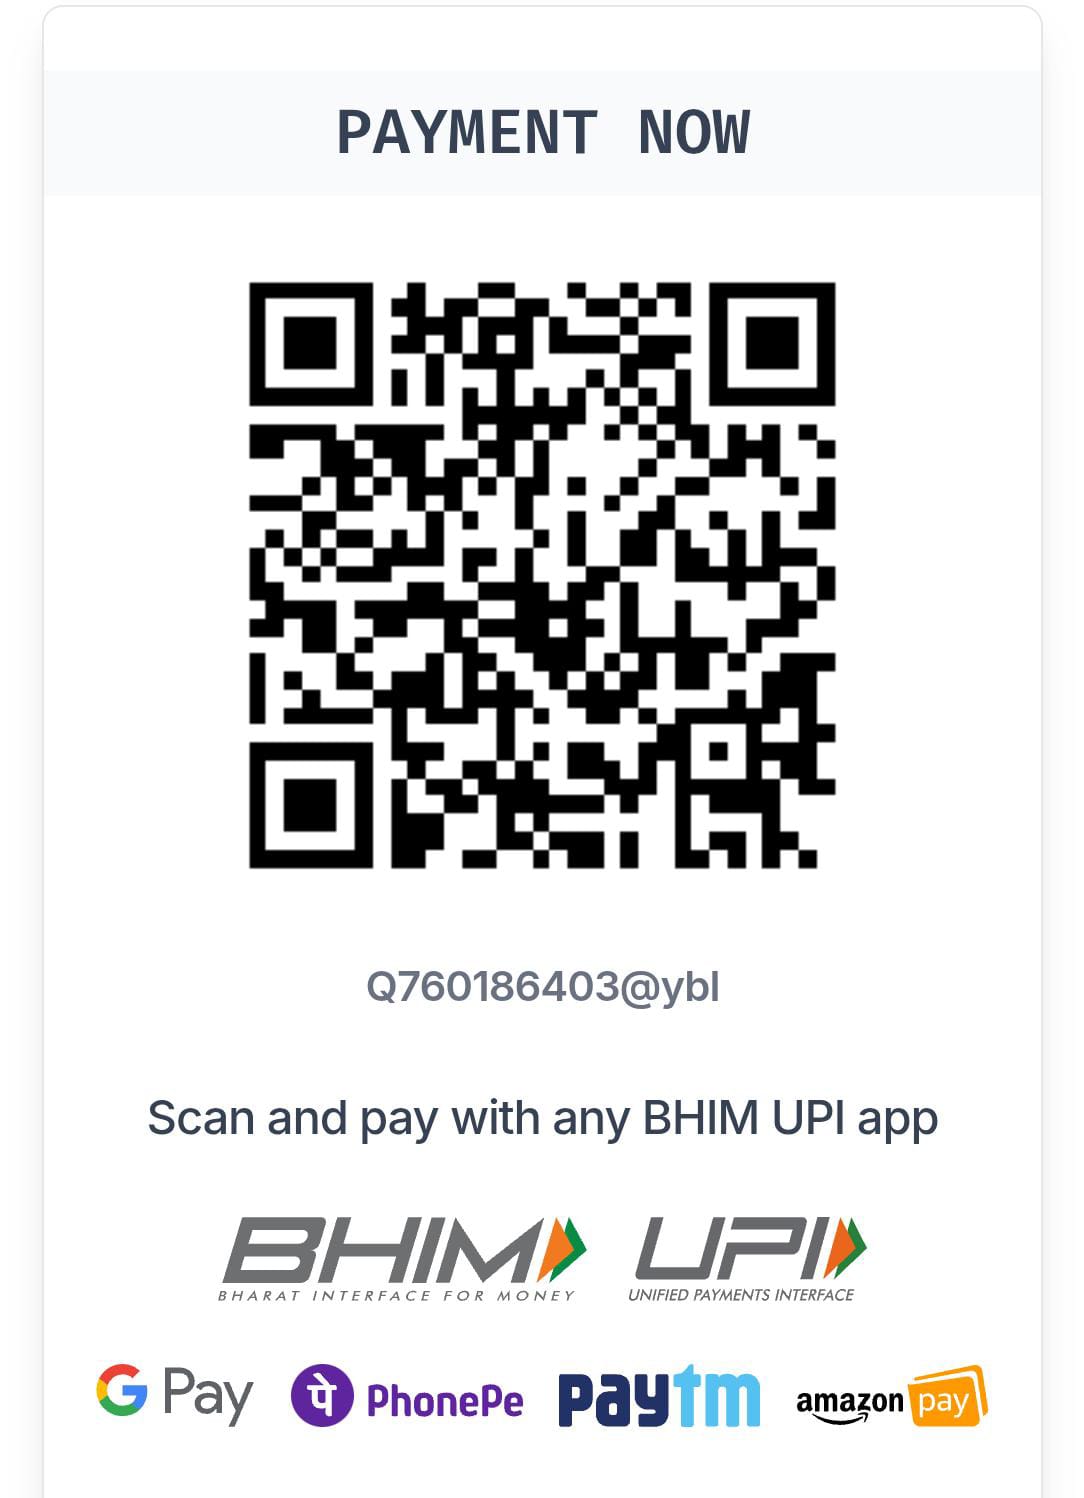 PAYMENT NOW
Q760186403@ybl
Scan and pay with any BHIM UPI app
BHIM UPI
BHARAT INTERFACE FOR MONEY UNIFIED PAYMENTS INTERFACE
G Pay पे PhonePe paytm amazon pay